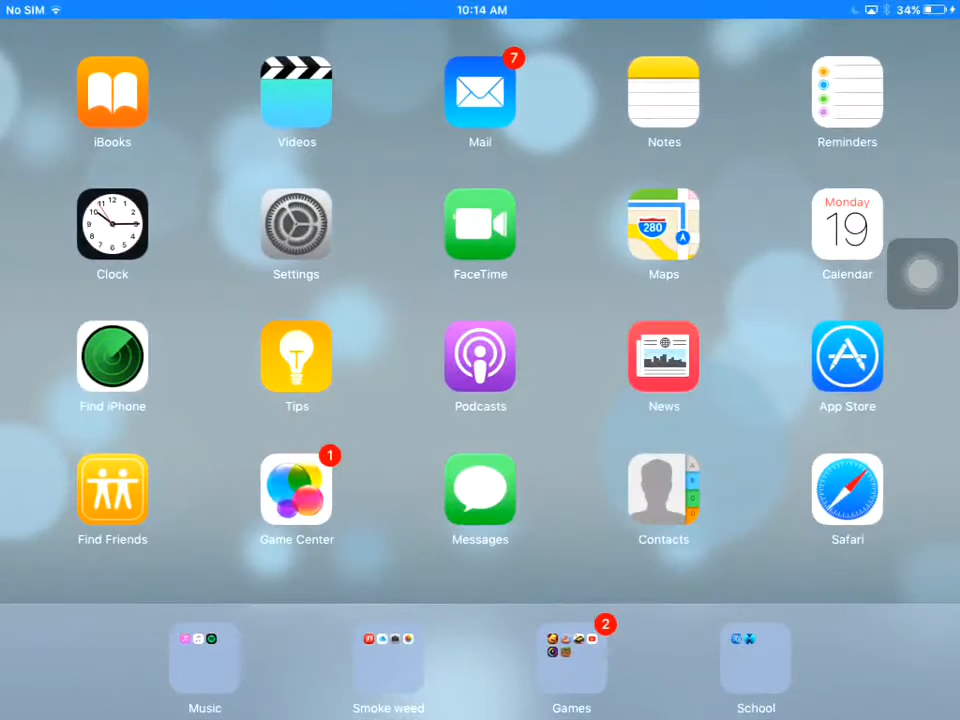 No SIM 10:14 AM 34%
7
iBooks Videos Mail Notes Reminders
Monday
19
280
Clock Settings FaceTime Maps Calendar
Find iPhone Tips Podcasts News App Store
1
Find Friends Game Center Messages Contacts Safari
2
Music Smoke weed Games School